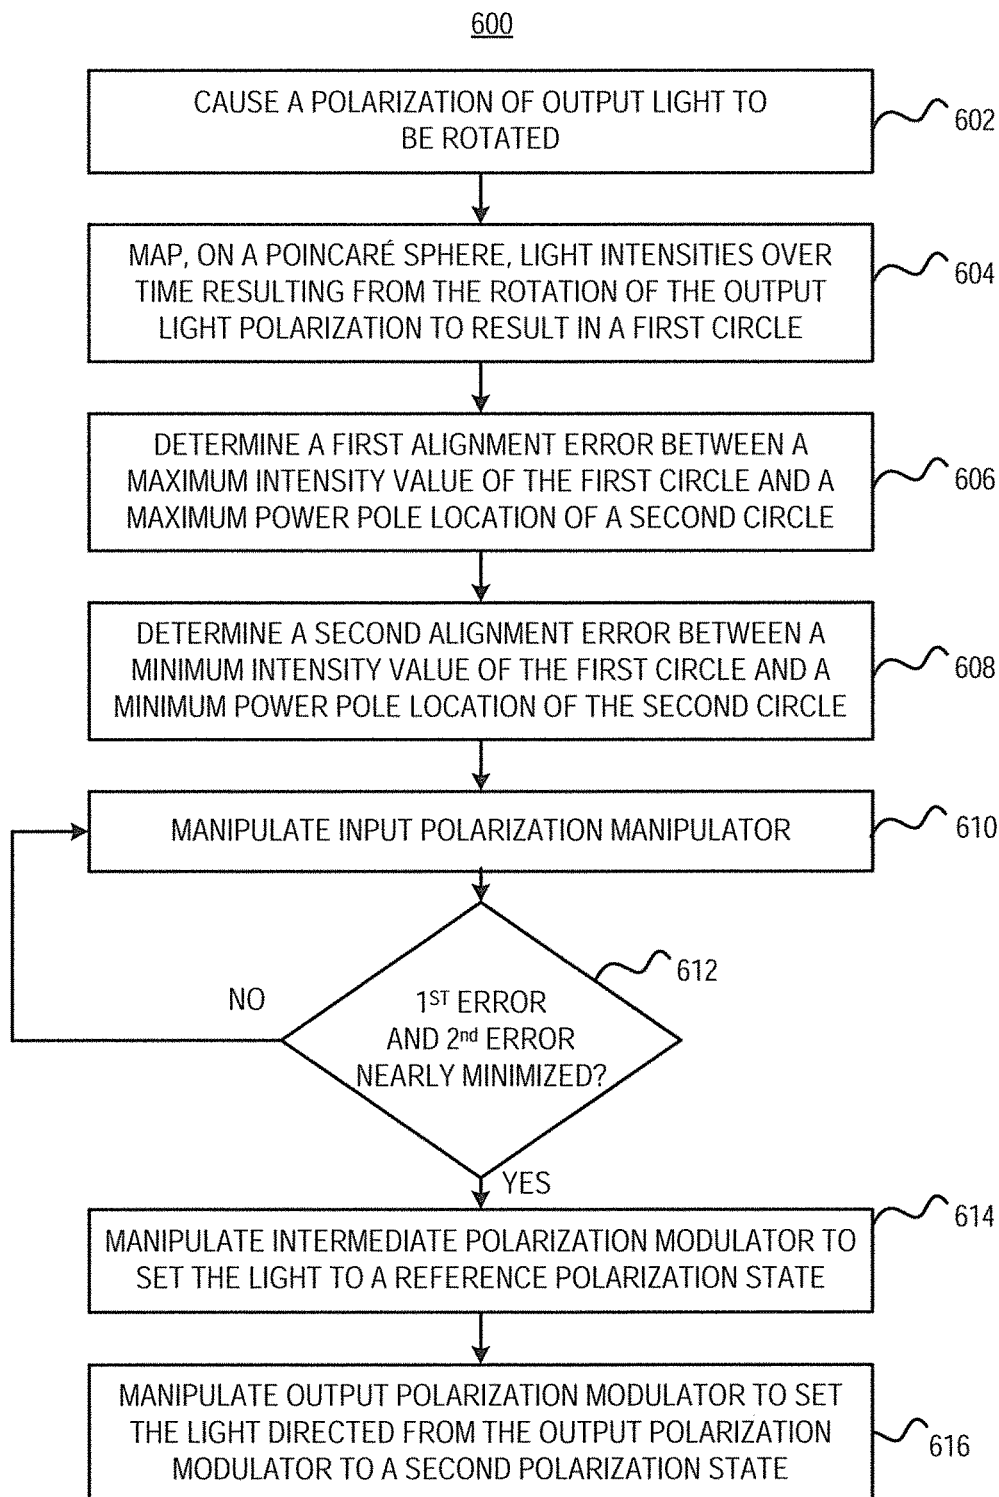 600
CAUSE A POLARIZATION OF OUTPUT LIGHT TO
BE ROTATED
602
MAP, ON A POINCARÉ SPHERE, LIGHT INTENSITIES OVER
TIME RESULTING FROM THE ROTATION OF THE OUTPUT
LIGHT POLARIZATION TO RESULT IN A FIRST CIRCLE
604
DETERMINE A FIRST ALIGNMENT ERROR BETWEEN A
MAXIMUM INTENSITY VALUE OF THE FIRST CIRCLE AND A
MAXIMUM POWER POLE LOCATION OF A SECOND CIRCLE
606
DETERMINE A SECOND ALIGNMENT ERROR BETWEEN A
MINIMUM INTENSITY VALUE OF THE FIRST CIRCLE AND A
MINIMUM POWER POLE LOCATION OF THE SECOND CIRCLE
608
MANIPULATE INPUT POLARIZATION MANIPULATOR
610
612
1ST ERROR
AND 2nd ERROR
NEARLY MINIMIZED?
NO
YES
MANIPULATE INTERMEDIATE POLARIZATION MODULATOR TO
SET THE LIGHT TO A REFERENCE POLARIZATION STATE
614
MANIPULATE OUTPUT POLARIZATION MODULATOR TO SET
THE LIGHT DIRECTED FROM THE OUTPUT POLARIZATION
MODULATOR TO A SECOND POLARIZATION STATE
616